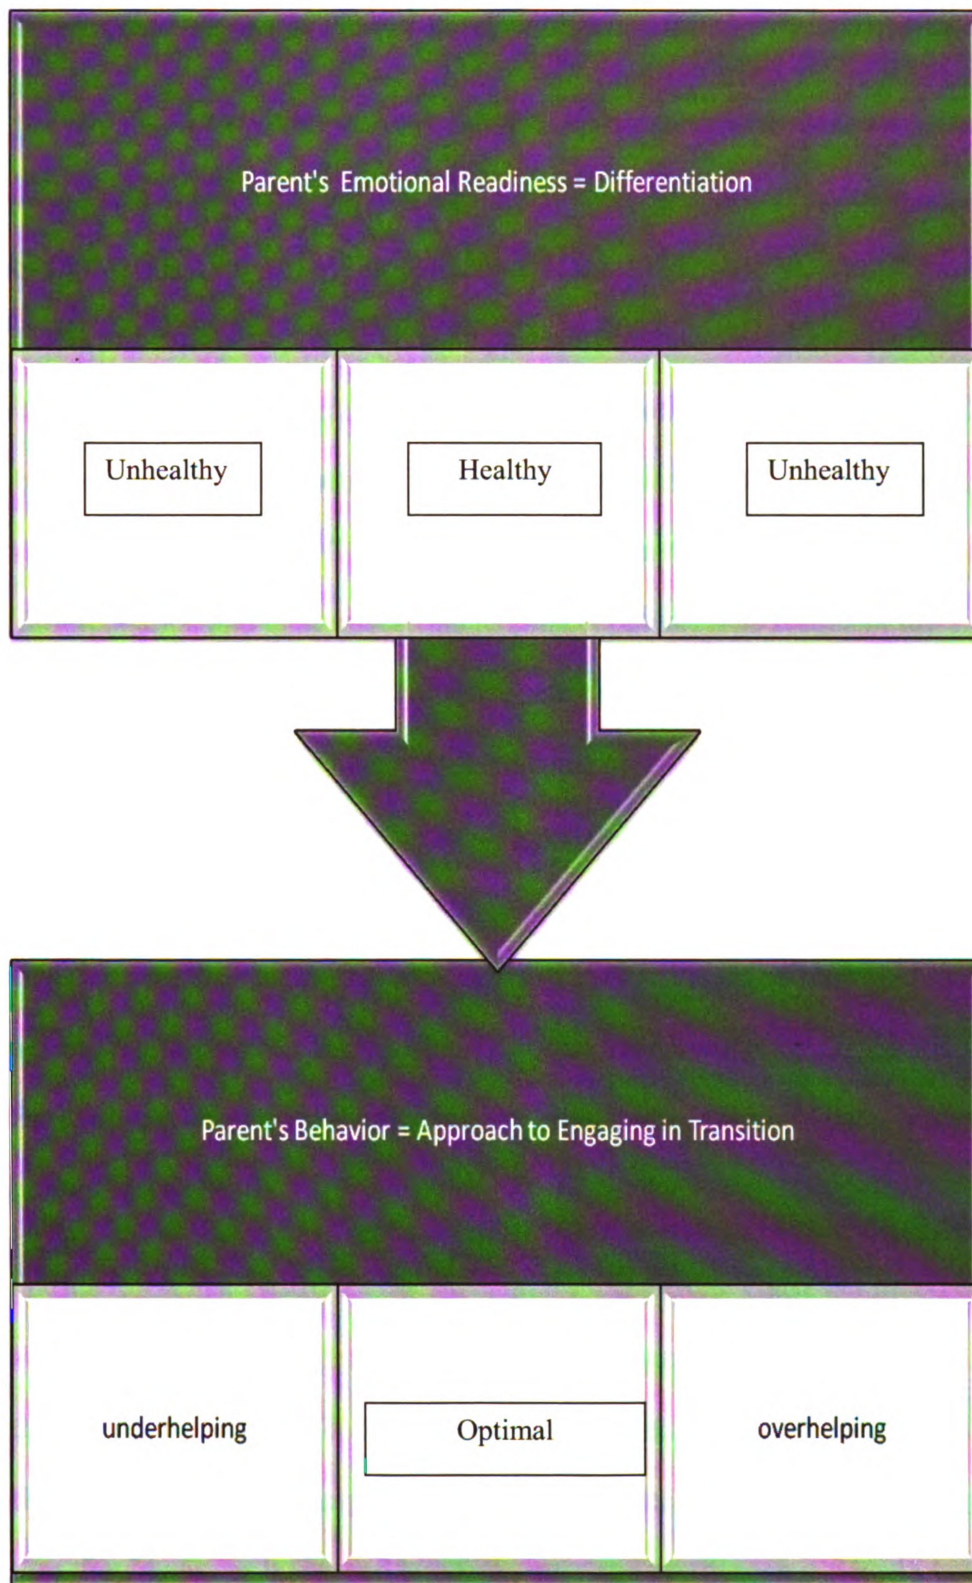 Parent's Emotional Readiness = Differentiation
Unhealthy
Healthy
Unhealthy
Parent's Behavior = Approach to Engaging in Transition
underhelping
Optimal
overhelping